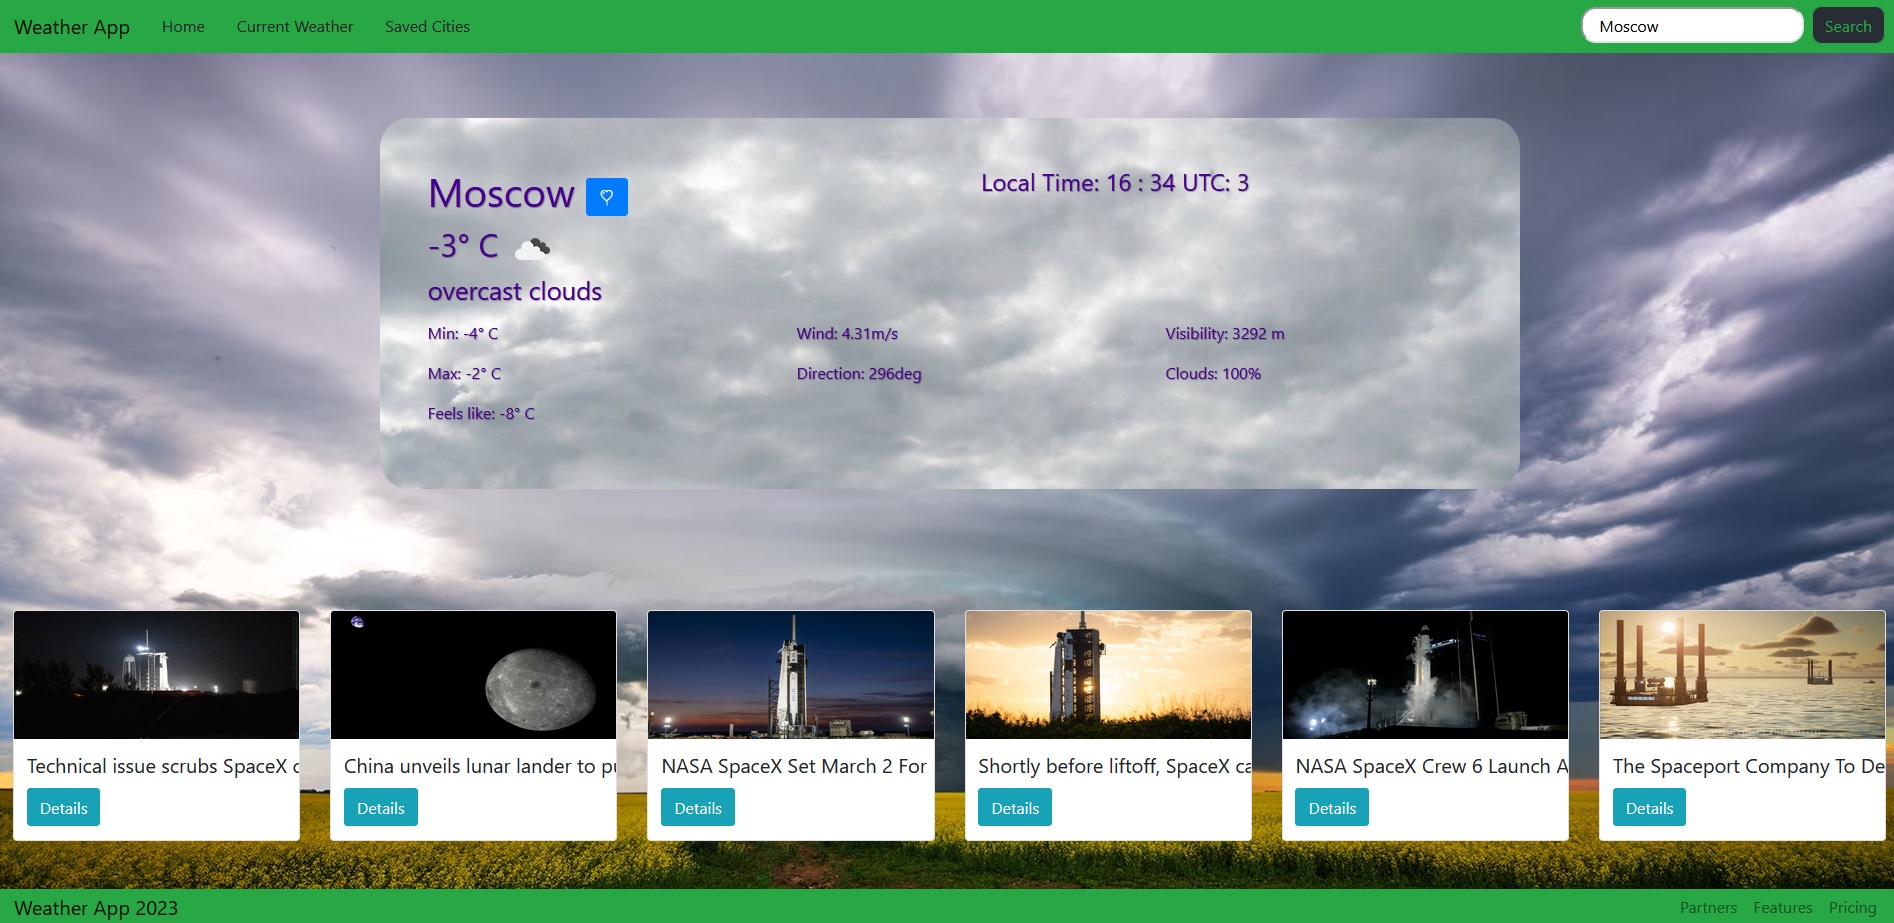 Weather App
Home
Current Weather
Saved Cities
Moscow
Search
Moscow
Local Time: 16 : 34 UTC: 3
-3° C
overcast clouds
Min: -4° C
Wind: 4.31m/s
Visibility: 3292 m
Max: -2° C
Direction: 296deg
Clouds: 100%
Feels like: -8° C
Technical issue scrubs SpaceX c
China unveils lunar lander to pu
NASA SpaceX Set March 2 For
Shortly before liftoff, SpaceX ca
NASA SpaceX Crew 6 Launch A
The Spaceport Company To De
Details
Details
Details
Details
Details
Details
Weather App 2023
Partners
Features
Pricing